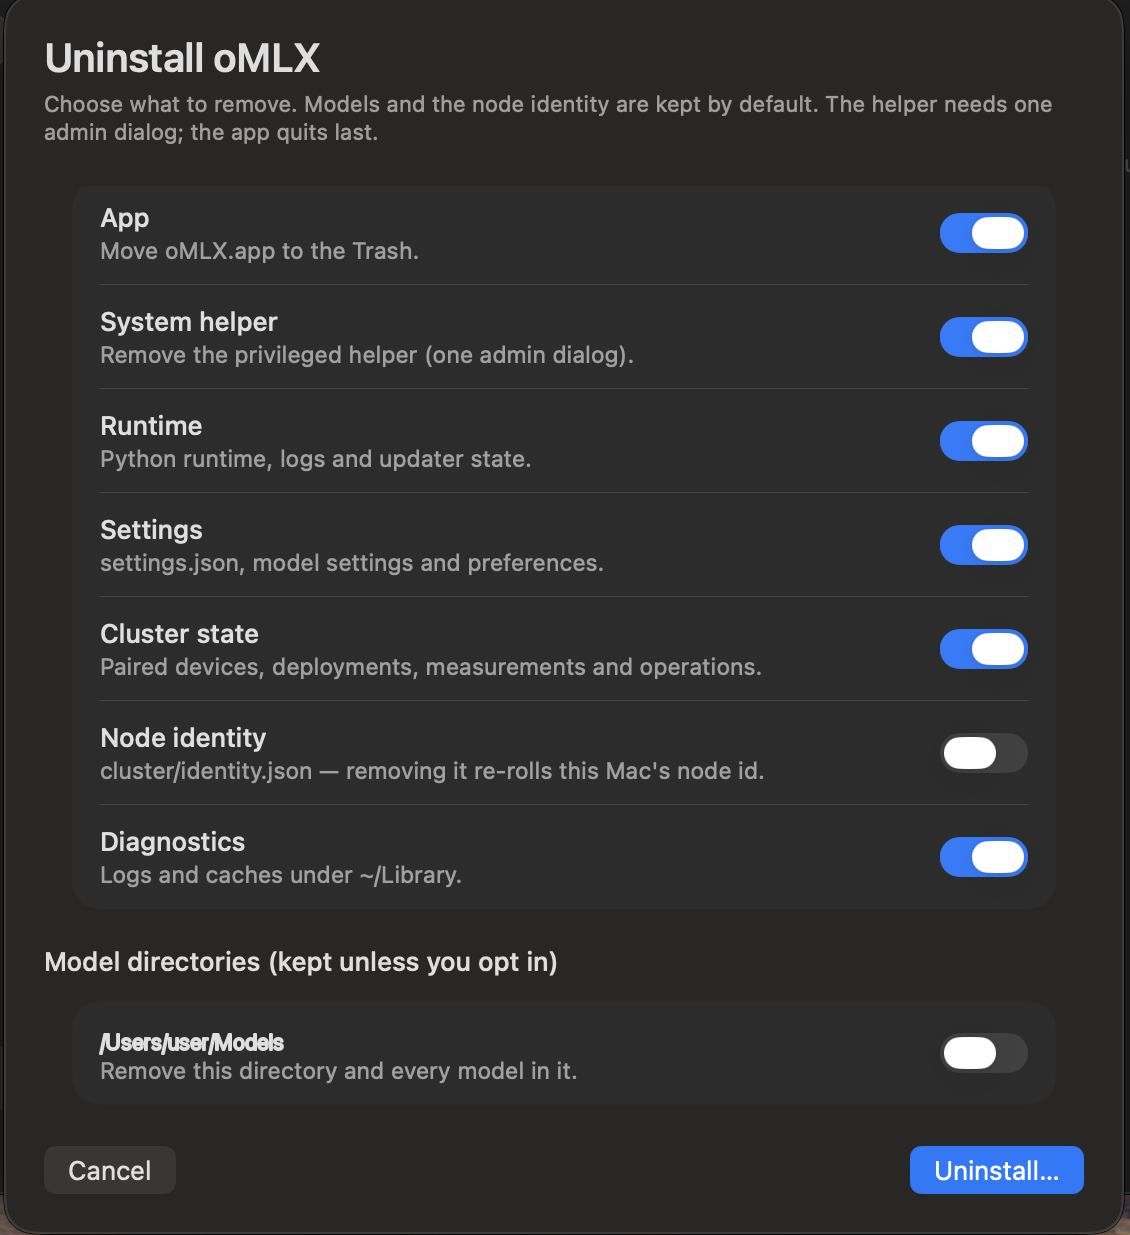 Uninstall oMLX
Choose what to remove. Models and the node identity are kept by default. The helper needs one
admin dialog; the app quits last.
App
Move oMLX.app to the Trash.
System helper
Remove the privileged helper (one admin dialog).
Runtime
Python runtime, logs and updater state.
Settings
settings.json, model settings and preferences.
Cluster state
Paired devices, deployments, measurements and operations.
Node identity
cluster/identity.json — removing it re-rolls this Mac's node id.
Diagnostics
Logs and caches under ~/Library.
Model directories (kept unless you opt in)
/Users/user/Models
Remove this directory and every model in it.
Cancel
Uninstall...